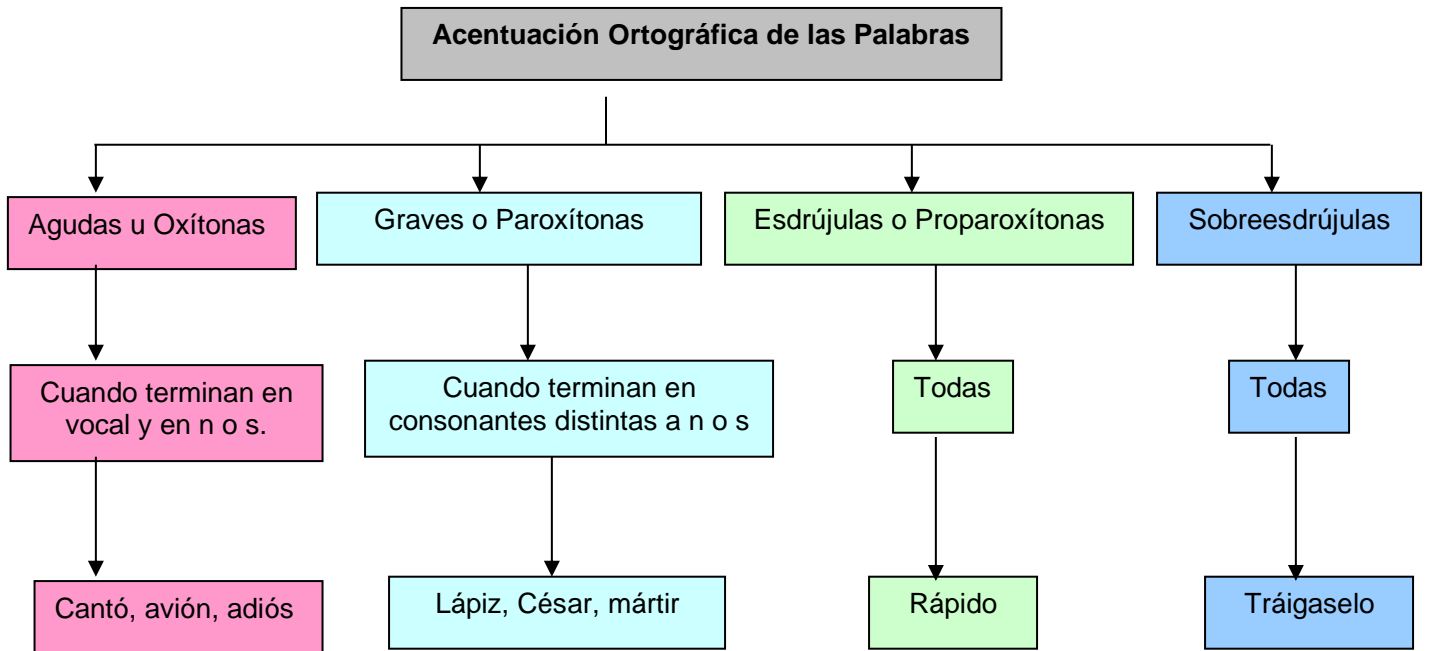 Acentuación Ortográfica de las Palabras
Agudas u Oxítonas
Graves o Paroxítonas
Esdrújulas o Proparoxítonas
Sobreesdrújulas
Cuando terminan en
vocal y en n o s.
Cuando terminan en
consonantes distintas a n o s
Todas
Todas
Cantó, avión, adiós
Lápiz, César, mártir
Rápido
Tráigaselo